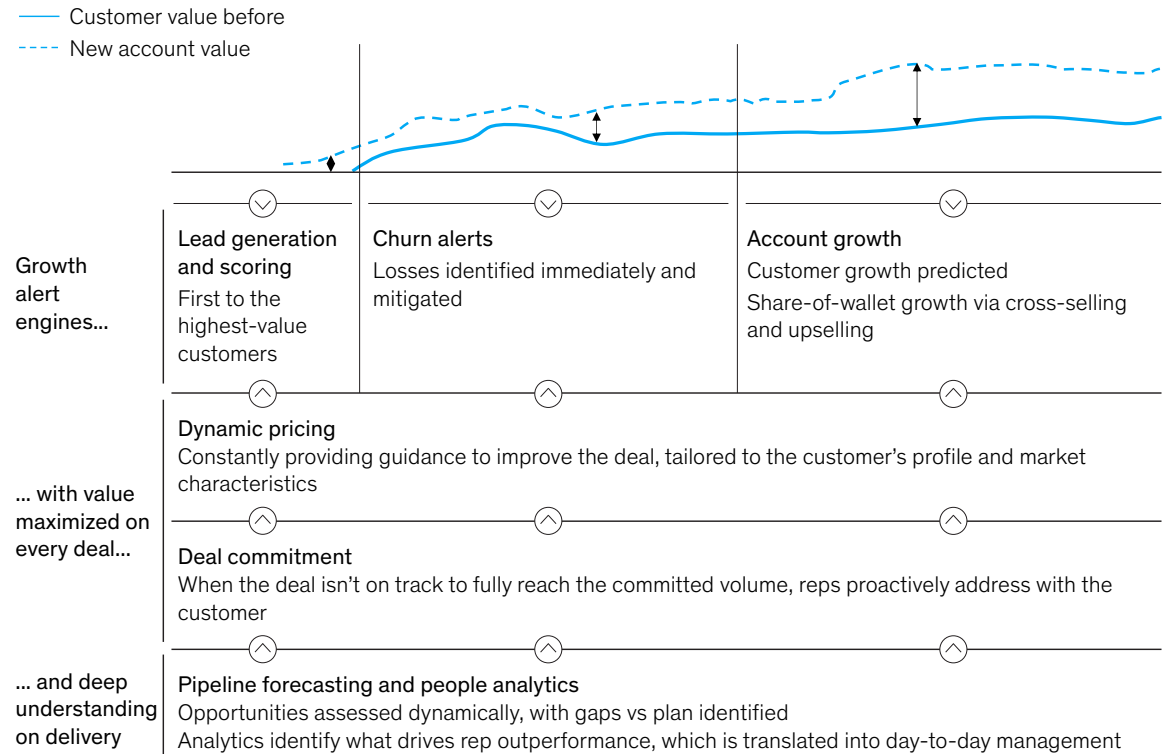 Customer value before
New account value
Growth
alert
engines...
Lead generation
and scoring
First to the
highest-value
customers
Churn alerts
Losses identified immediately and
mitigated
Account growth
Customer growth predicted
Share-of-wallet growth via cross-selling
and upselling
... with value
maximized on
every deal...
Dynamic pricing
Constantly providing guidance to improve the deal, tailored to the customer’s profile and market
characteristics
Deal commitment
When the deal isn’t on track to fully reach the committed volume, reps proactively address with the
customer
... and deep
understanding
on delivery
Pipeline forecasting and people analytics
Opportunities assessed dynamically, with gaps vs plan identified
Analytics identify what drives rep outperformance, which is translated into day-to-day management